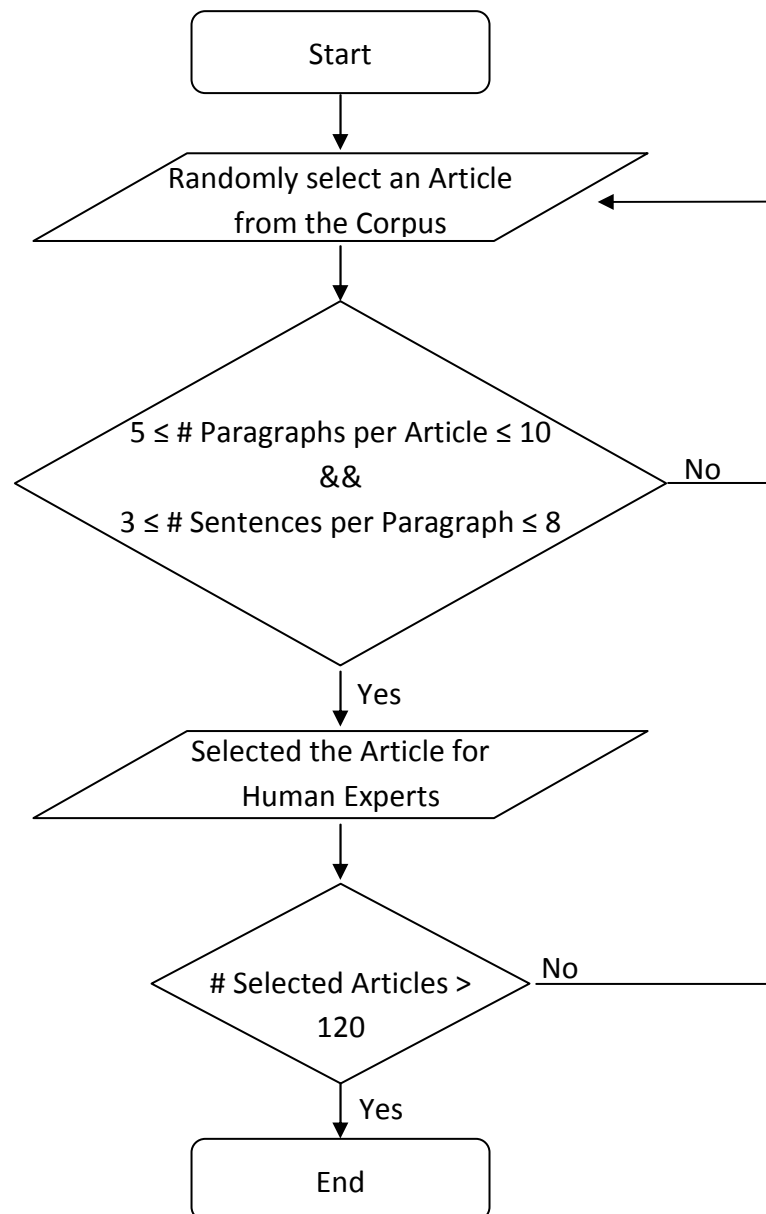 Start
Randomly select an Article
from the Corpus
5 ≤ # Paragraphs per Article ≤ 10
&&
3 ≤ # Sentences per Paragraph ≤ 8
No
Yes
Selected the Article for
Human Experts
# Selected Articles >
120
No
Yes
End